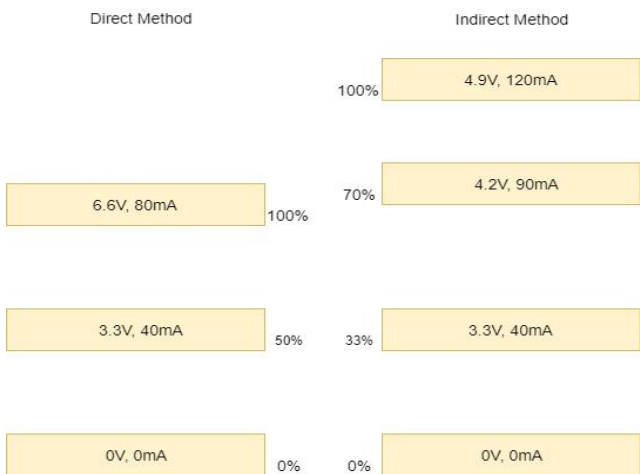 Direct Method
Indirect Method
4.9V, 120mA
100%
4.2V, 90mA
70%
6.6V, 80mA
100%
3.3V, 40mA
50%
33%
3.3V, 40mA
0V, 0mA
0%
0%
0V, 0mA